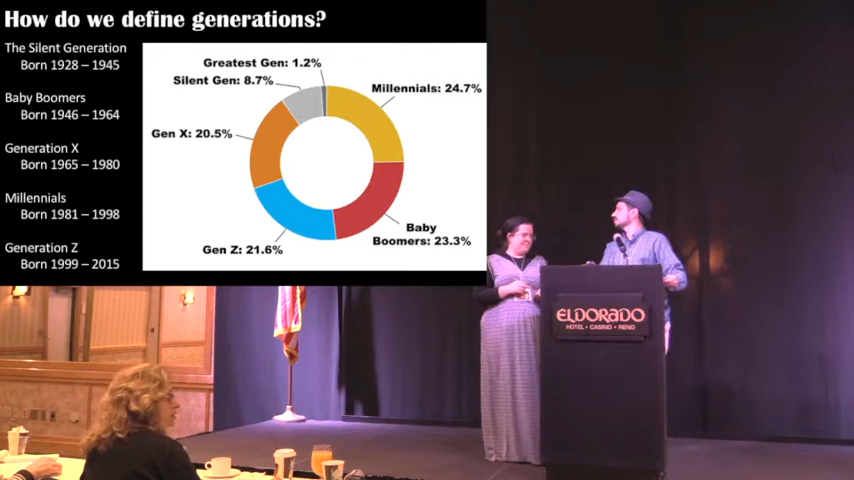 How do we define generations?
The Silent Generation
Born 1928 – 1945
Baby Boomers
Born 1946 – 1964
Generation X
Born 1965 – 1980
Millennials
Born 1981 – 1998
Generation Z
Born 1999 – 2015
Greatest Gen: 1.2%
Silent Gen: 8.7%
Millennials: 24.7%
Gen X: 20.5%
Baby
Boomers: 23.3%
Gen Z: 21.6%
ELDORADO
HOTEL • CASINO • RENO